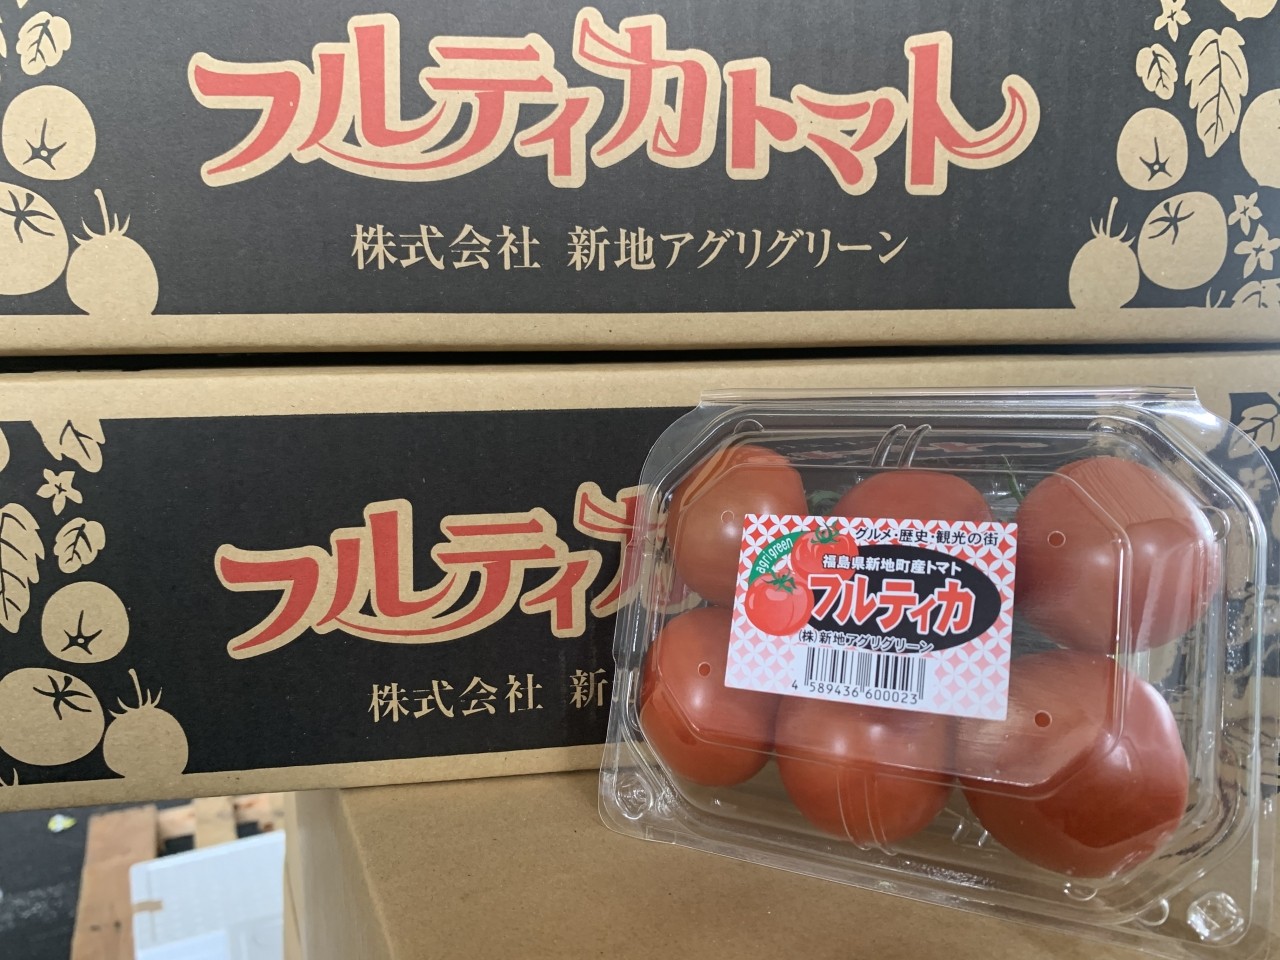 フルティカトマト
株式会社 新地アグリグリーン
フルティカ
株式会社 新
グルメ・歴史・観光の街
agrigreen
福島県新地町産トマト
フルティカ
(株)新地アグリグリーン
4 589436 600023